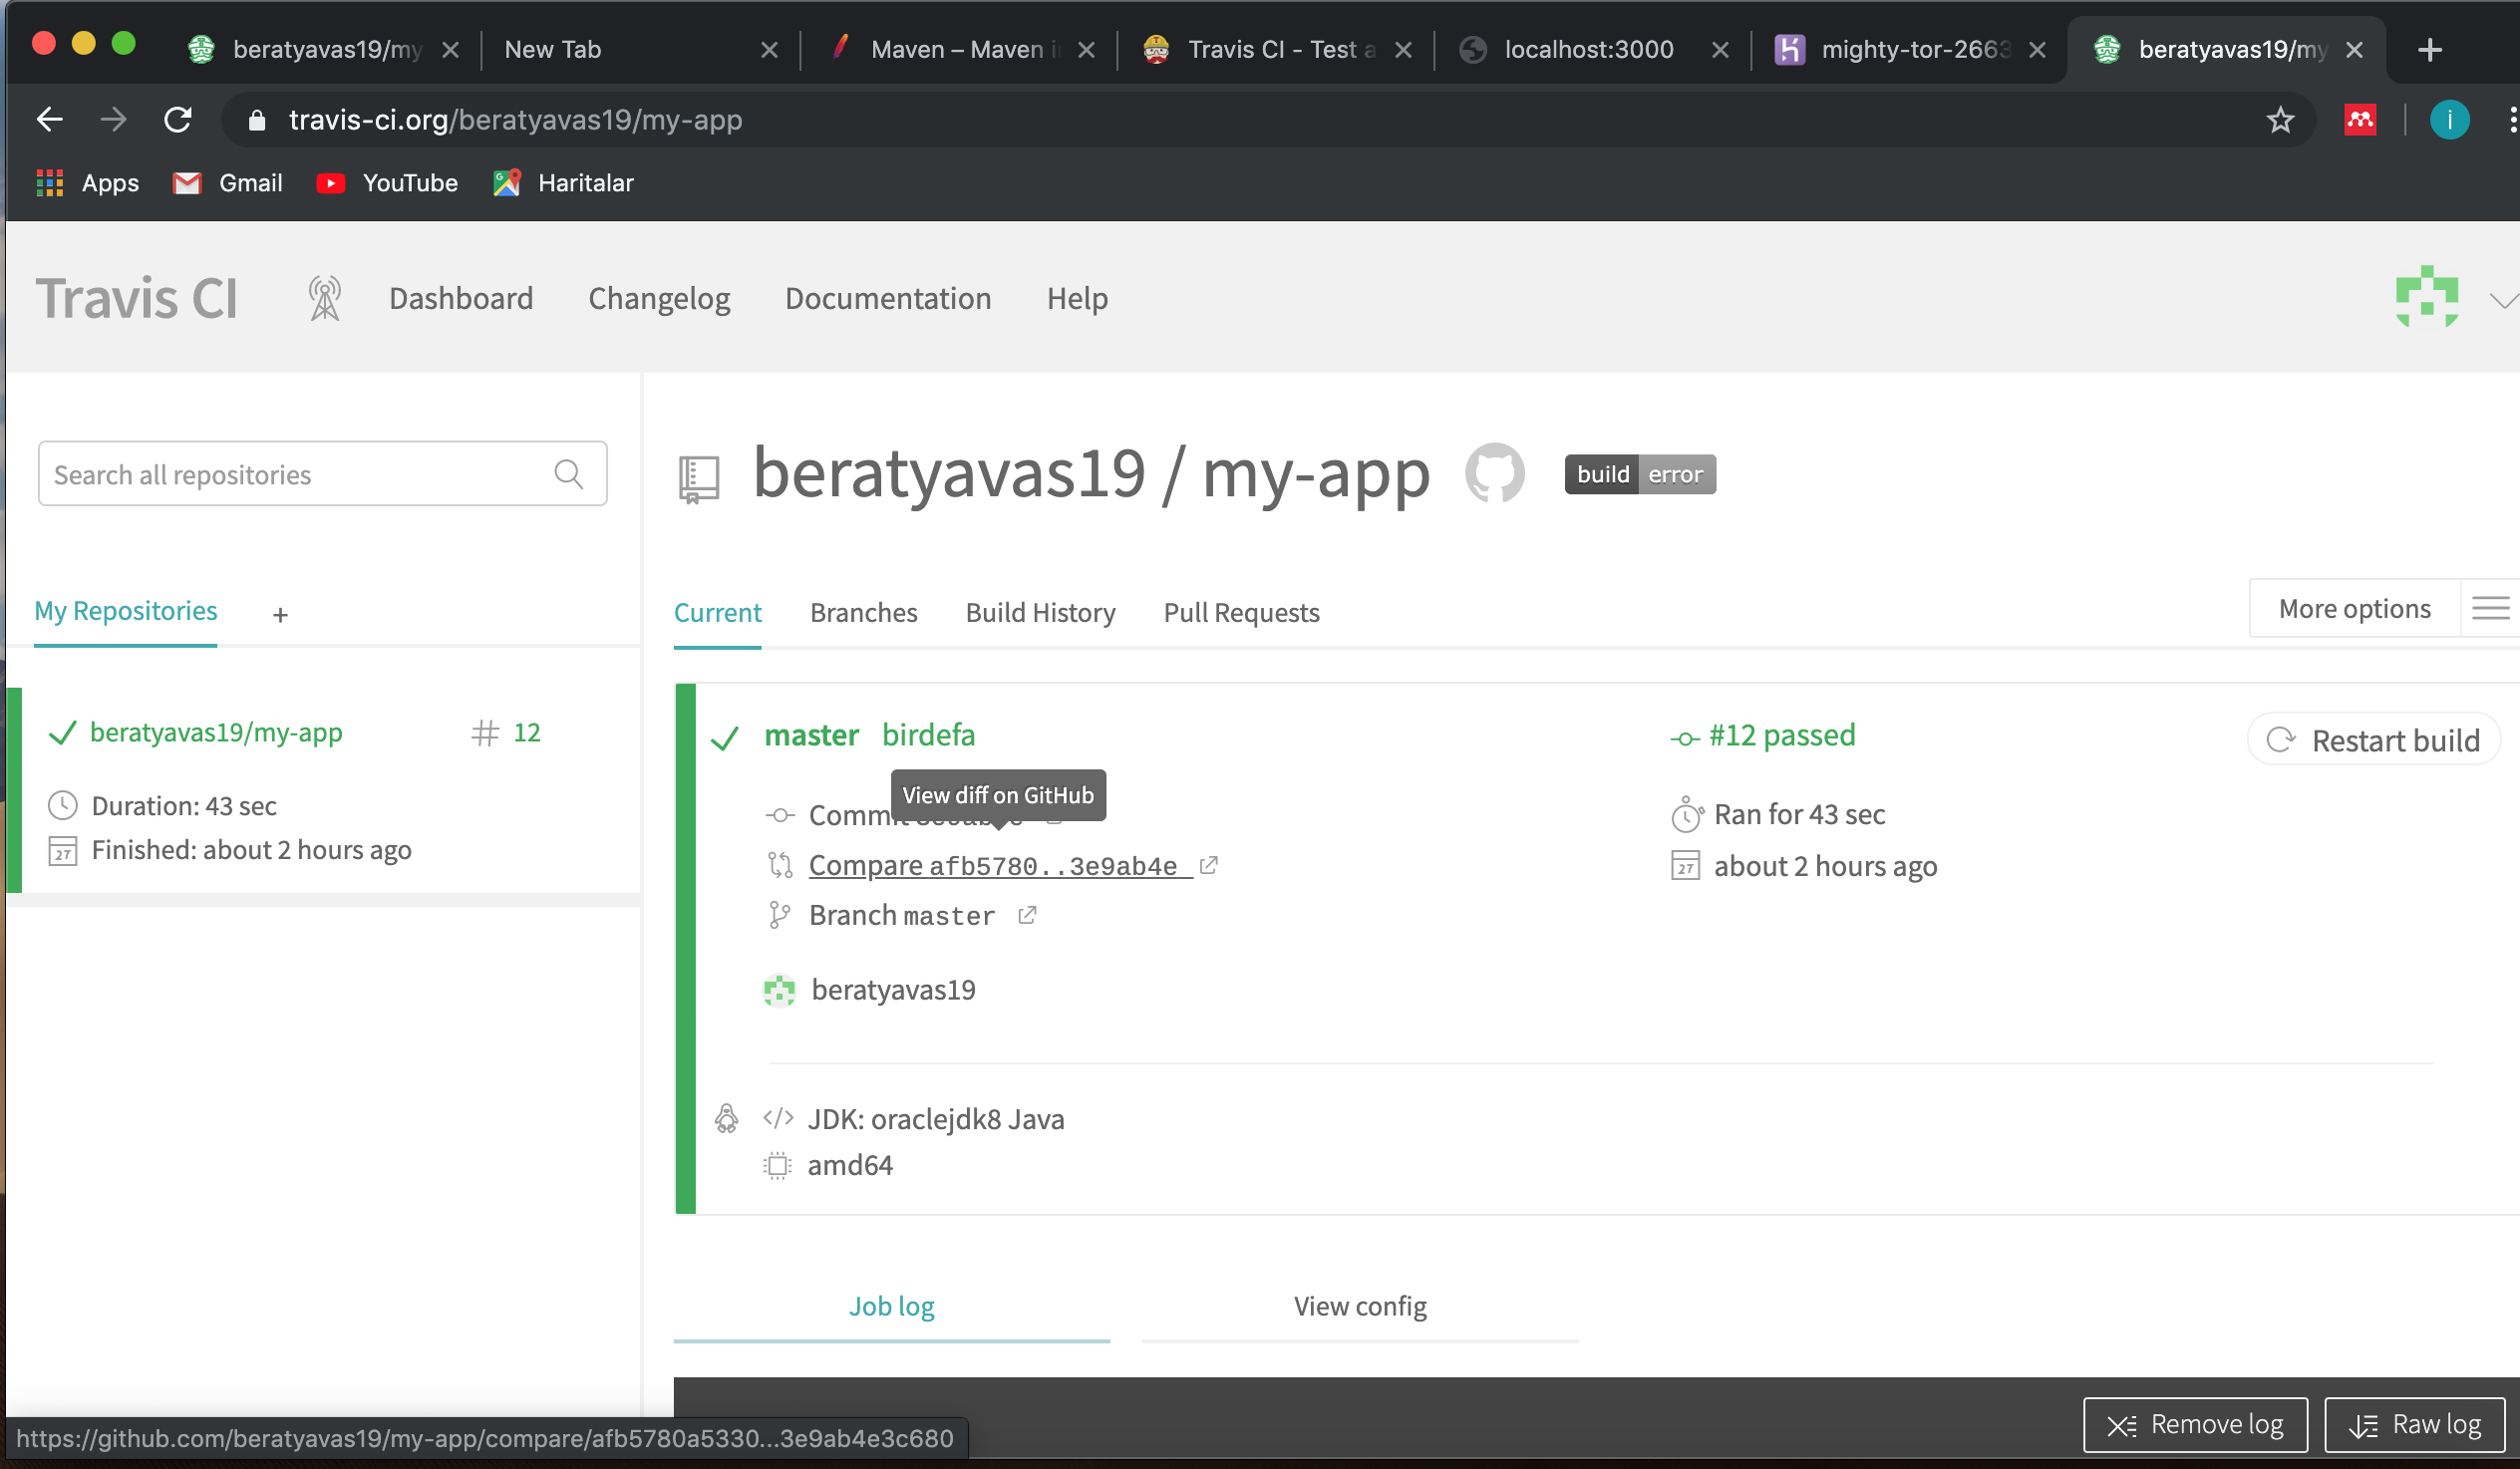 beratyavas19/my
New Tab
Maven – Maven i
Travis CI - Test a
localhost:3000
mighty-tor-2663
beratyavas19/my
travis-ci.org/beratyavas19/my-app
i
Apps
Gmail
YouTube
Haritalar
Travis CI
Dashboard
Changelog
Documentation
Help
Search all repositories
beratyavas19 / my-app
build error
My Repositories +
Current
Branches
Build History
Pull Requests
More options
beratyavas19/my-app
# 12
Duration: 43 sec
27 Finished: about 2 hours ago
master birdefa
#12 passed
Restart build
View diff on GitHub
Commit
Ran for 43 sec
Compare afb5780..3e9ab4e
27 about 2 hours ago
Branch master
beratyavas19
</> JDK: oraclejdk8 Java
amd64
Job log
View config
Remove log
Raw log
https://github.com/beratyavas19/my-app/compare/afb5780a5330...3e9ab4e3c680